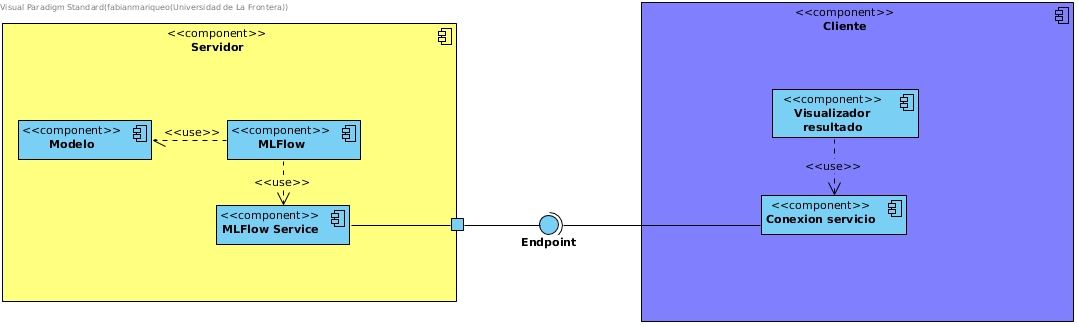 Visual Paradigm Standard(fabianmariqueo(Universidad de La Frontera))
<<component>>
Servidor
<<component>>
Modelo
<<use>>
<<component>>
MLFlow
<<use>>
<<component>>
MLFlow Service
Endpoint
<<component>>
Cliente
<<component>>
Visualizador
resultado
<<use>>
<<component>>
Conexion servicio